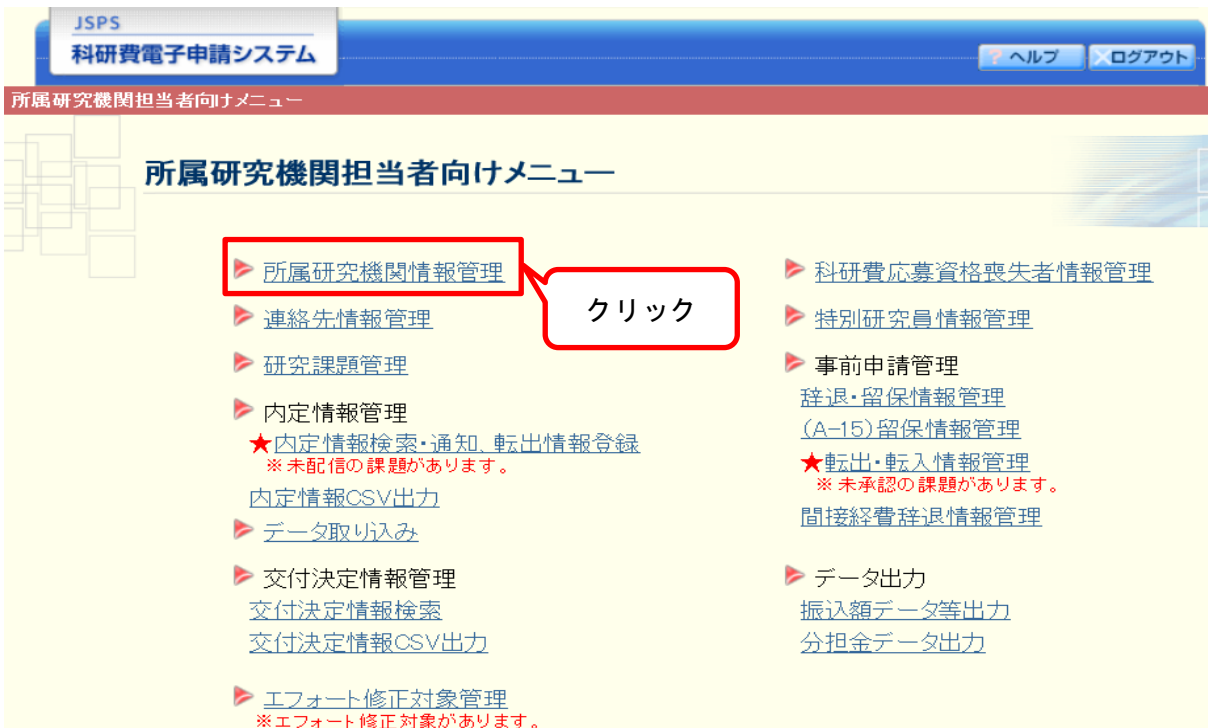 JSPS
科研費電子申請システム
? ヘルプ
×ログアウト
所属研究機関担当者向けメニュー
所属研究機関担当者向けメニュー
所属研究機関情報管理
クリック
連絡先情報管理
研究課題管理
内定情報管理
★内定情報検索・通知、転出情報登録
※未配信の課題があります。
内定情報CSV出力
データ取り込み
交付決定情報管理
交付決定情報検索
交付決定情報CSV出力
エフォート修正対象管理
※エフォート修正対象があります。
科研費応募資格喪失者情報管理
特別研究員情報管理
事前申請管理
辞退・留保情報管理
(A-15)留保情報管理
★転出・転入情報管理
※未承認の課題があります。
間接経費辞退情報管理
データ出力
振込額データ等出力
分担金データ出力